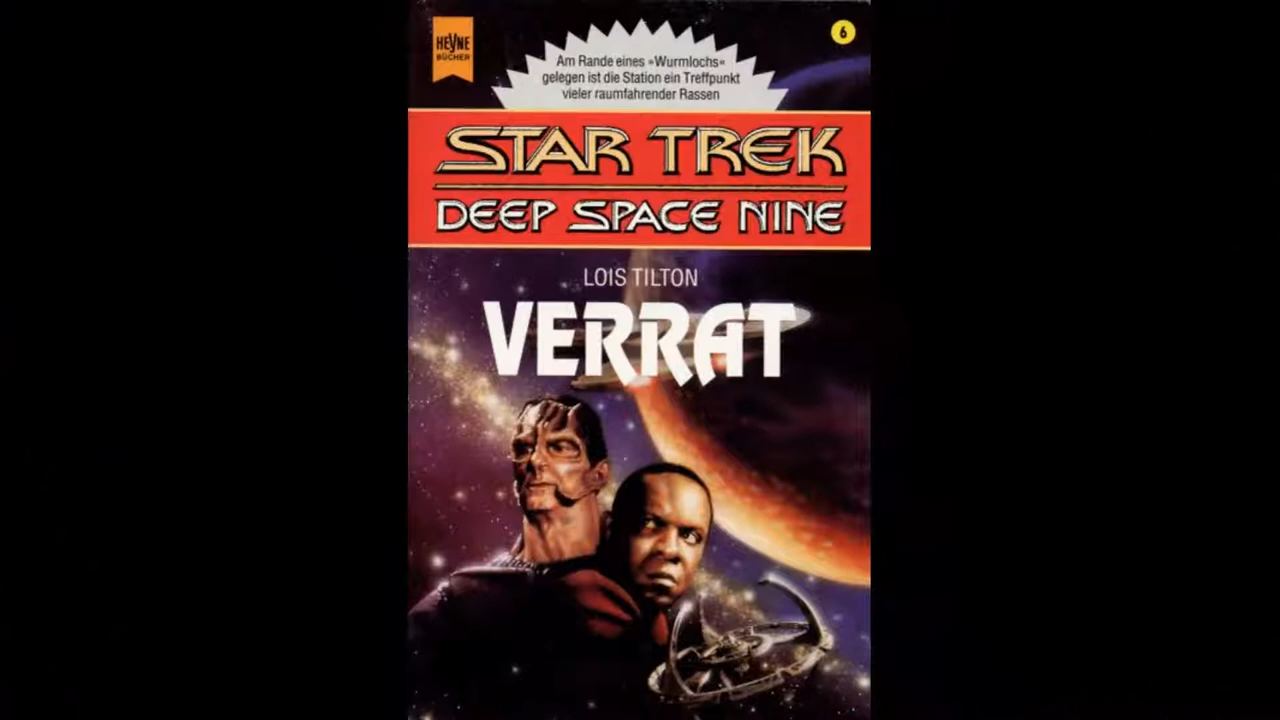 HEYNE
BÜCHER
6
Am Rande eines »Wurmlochs«
gelegen ist die Station ein Treffpunkt
vieler raumfahrender Rassen
STAR TREK
DEEP SPACE NINE
LOIS TILTON
VERRAT